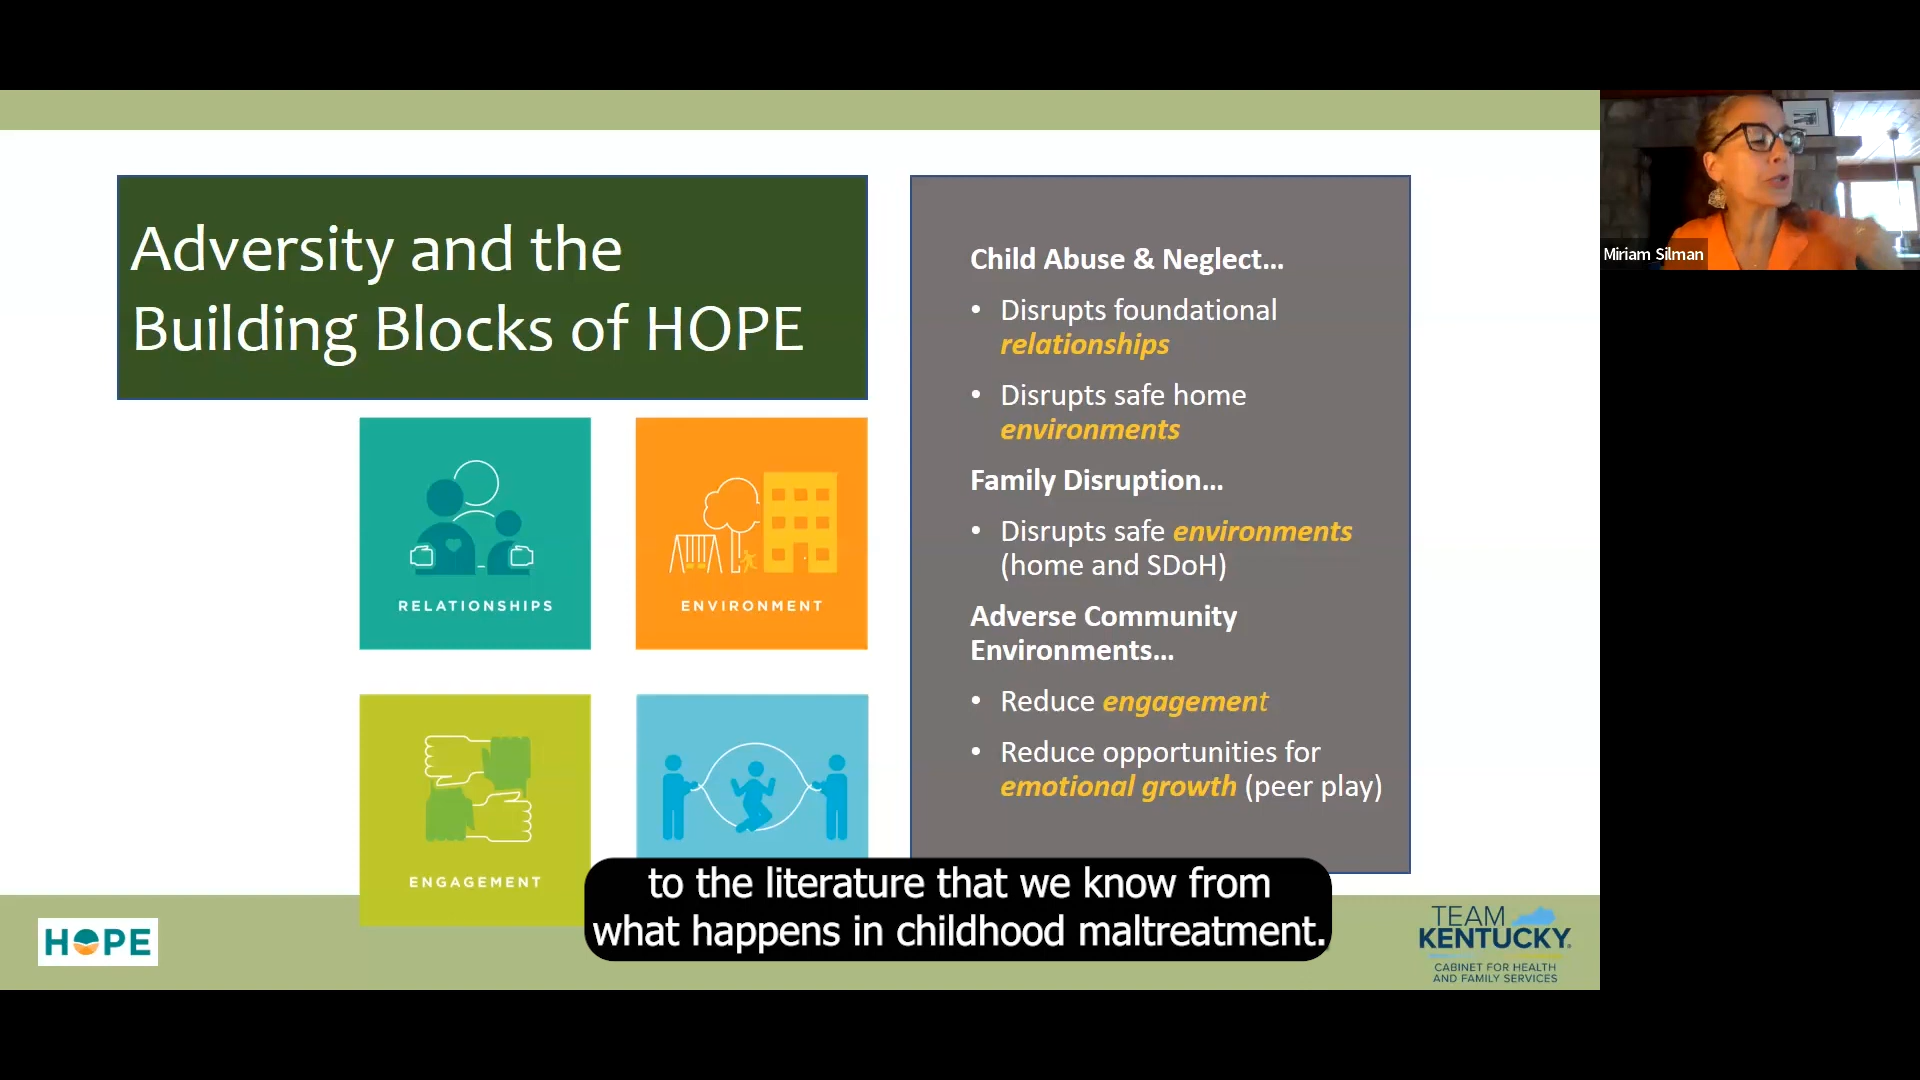 Adversity and the
Building Blocks of HOPE
RELATIONSHIPS
ENVIRONMENT
ENGAGEMENT
Child Abuse & Neglect...
• Disrupts foundational
relationships
• Disrupts safe home
environments
Family Disruption...
• Disrupts safe environments
(home and SDoH)
Adverse Community
Environments...
• Reduce engagement
• Reduce opportunities for
emotional growth (peer play)
Miriam Silman
to the literature that we know from
what happens in childhood maltreatment.
HOPE
TEAM
KENTUCKY
CABINET FOR HEALTH
AND FAMILY SERVICES